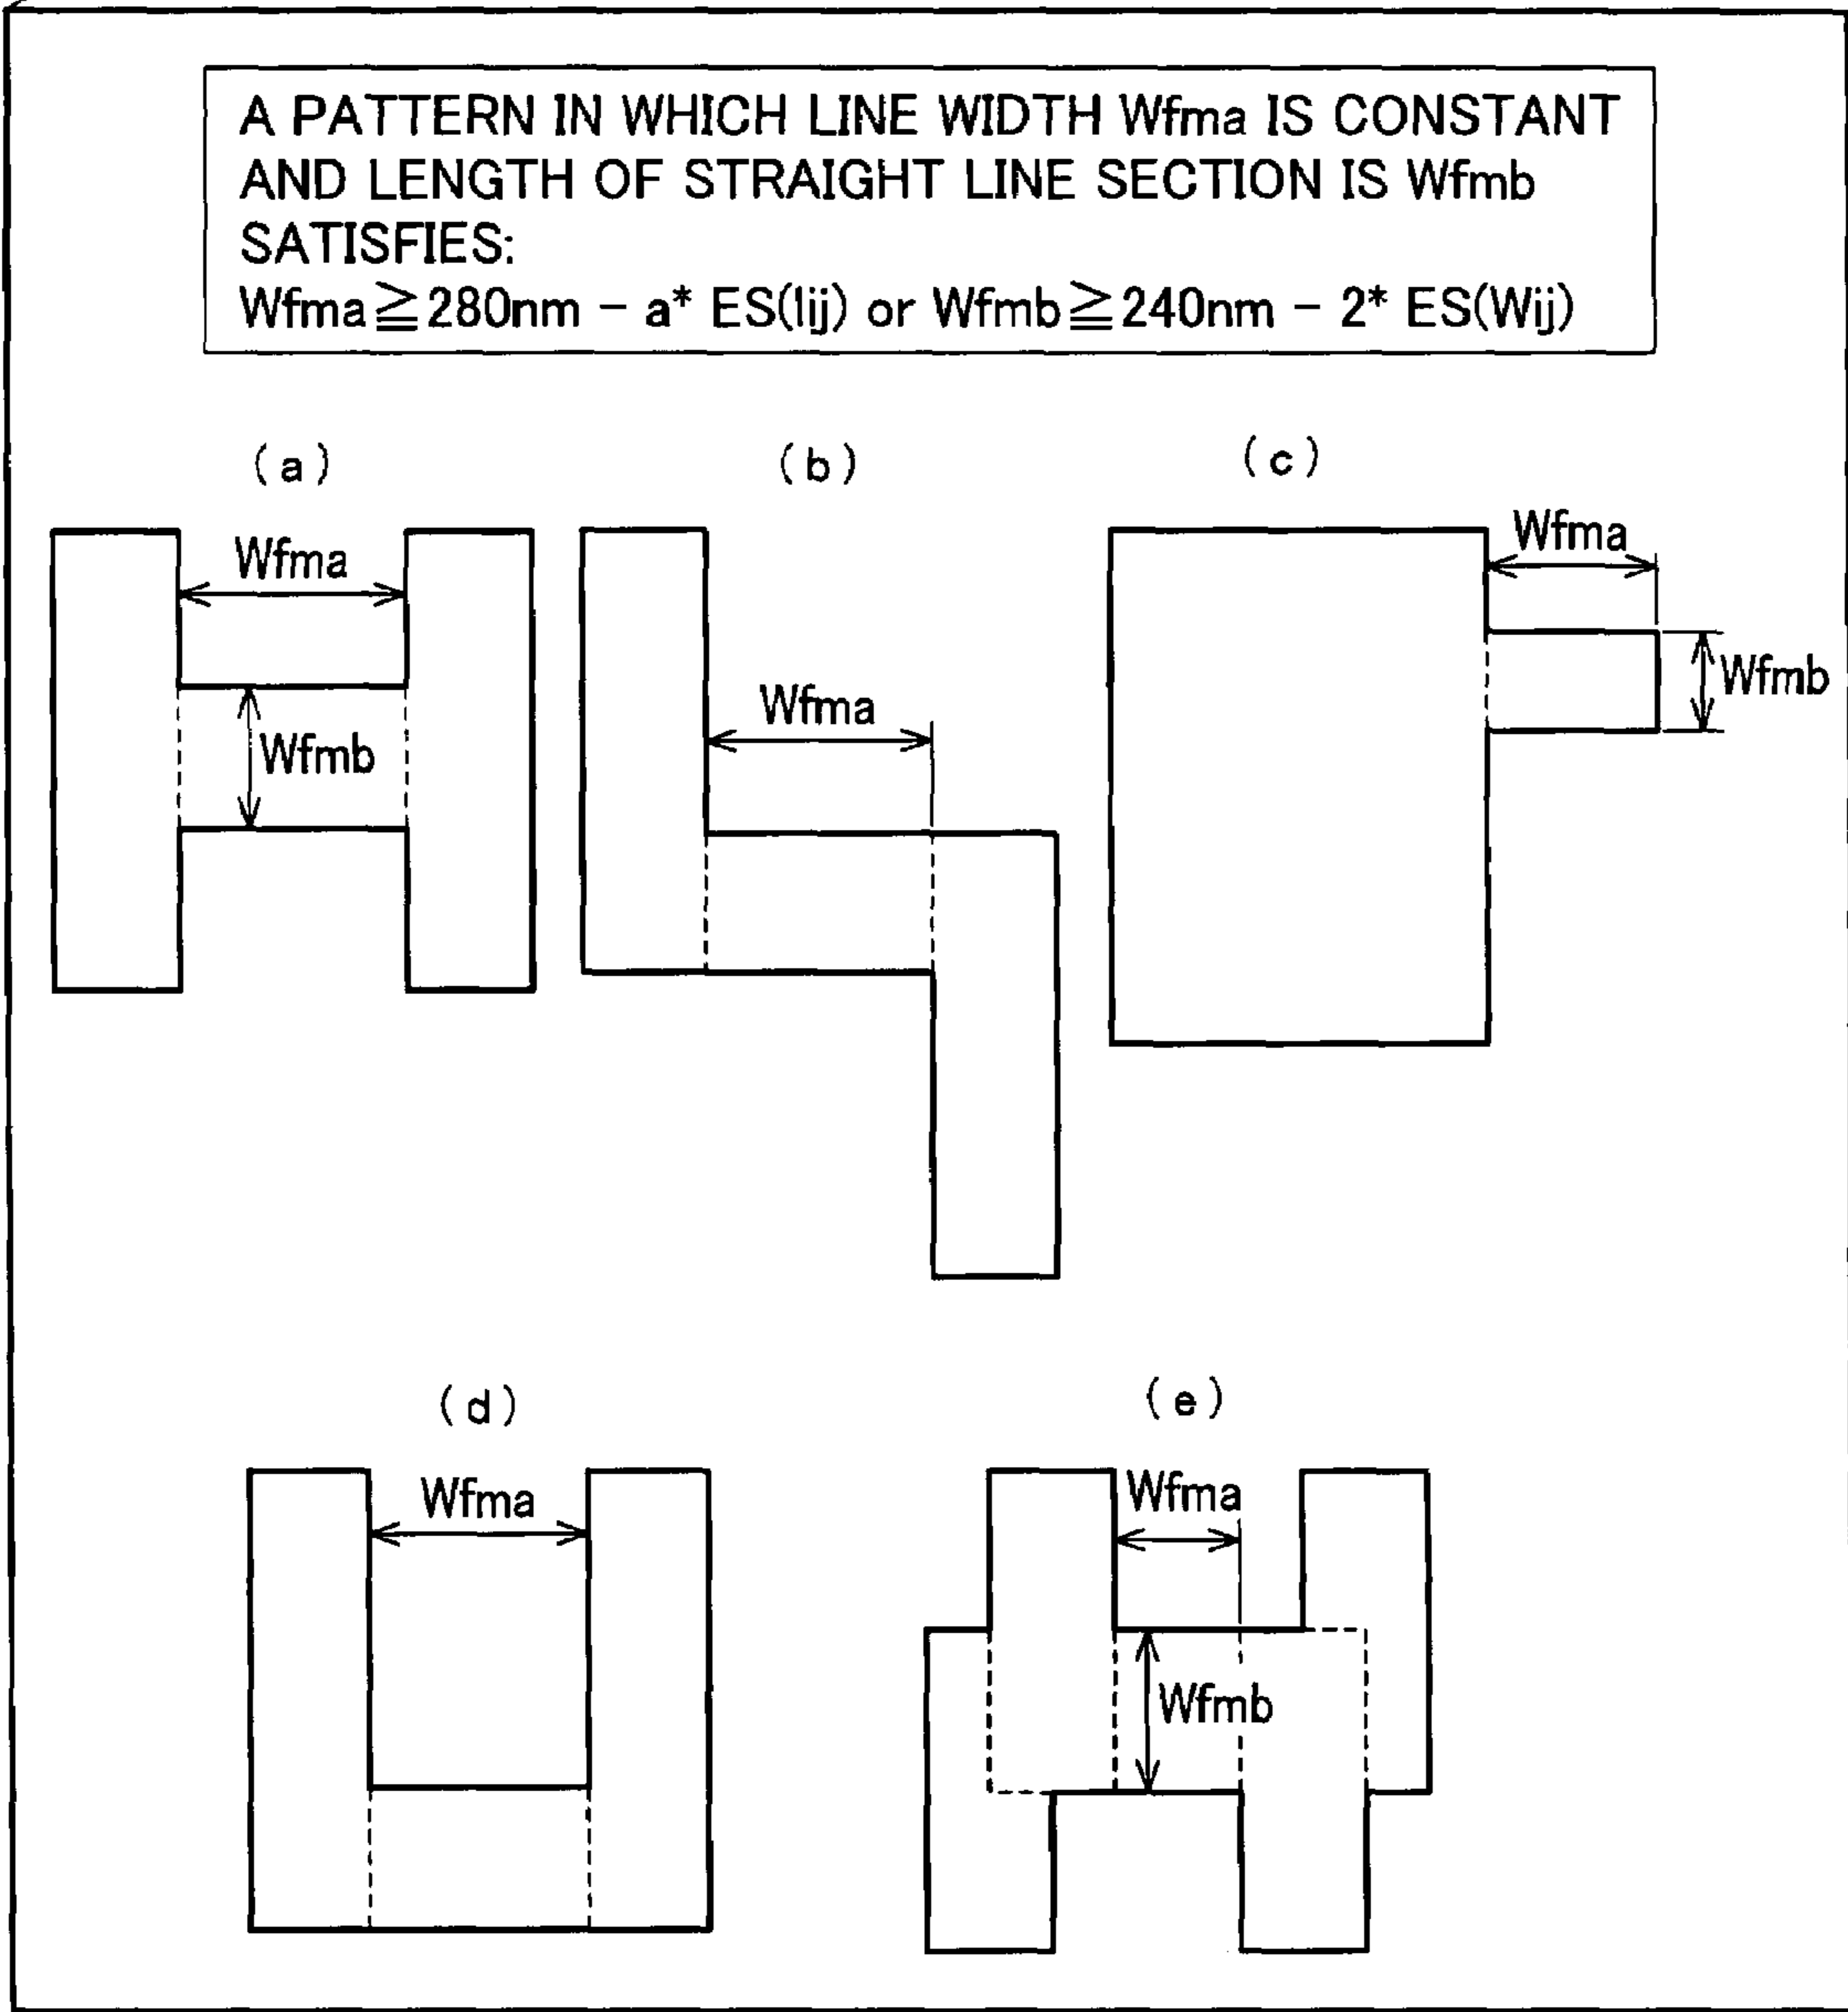 A PATTERN IN WHICH LINE WIDTH Wfma IS CONSTANT
AND LENGTH OF STRAIGHT LINE SECTION IS Wfmb
SATISFIES:
Wfma≧280nm − a* ES(lij) or Wfmb≧240nm − 2* ES(Wij)
(a)
(b)
(c)
Wfma
Wfmb
Wfma
Wfma
Wfmb
(d)
(e)
Wfma
Wfma
Wfmb